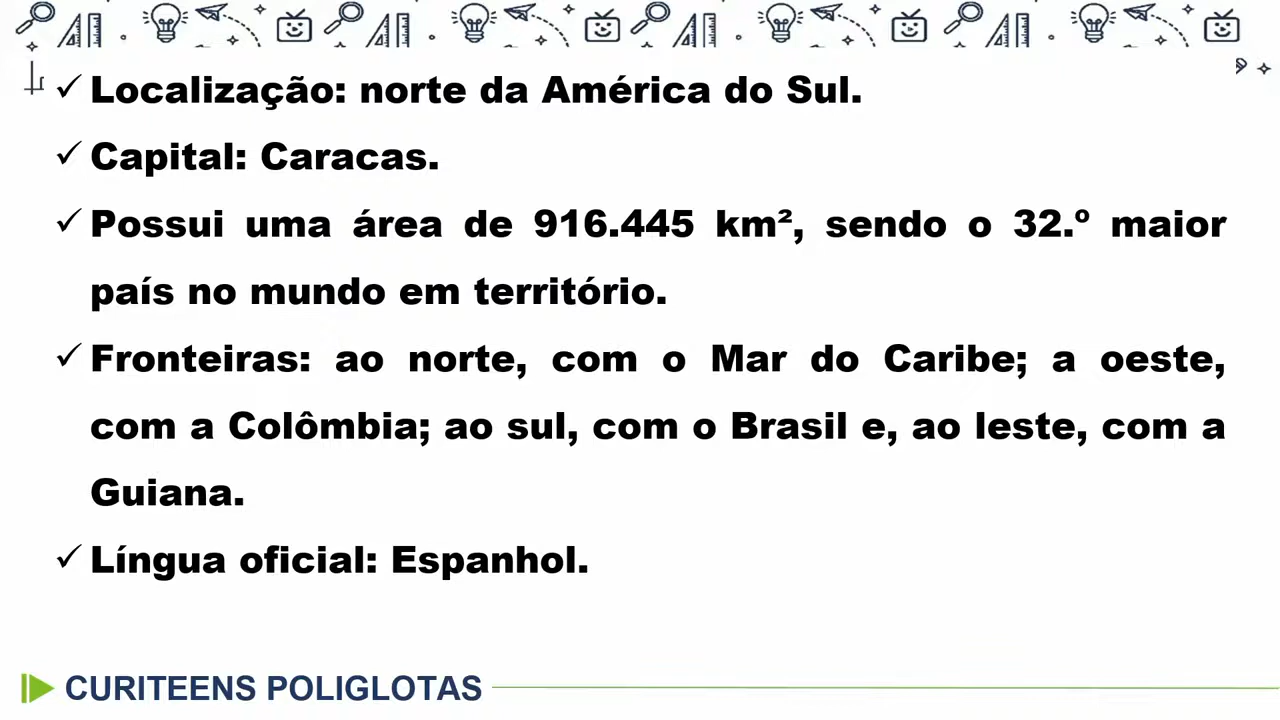 Localização: norte da América do Sul.
Capital: Caracas.
Possui uma área de 916.445 km², sendo o 32.º maior
país no mundo em território.
Fronteiras: ao norte, com o Mar do Caribe; a oeste,
com a Colômbia; ao sul, com o Brasil e, ao leste, com a
Guiana.
Língua oficial: Espanhol.
CURITEENS POLIGLOTAS